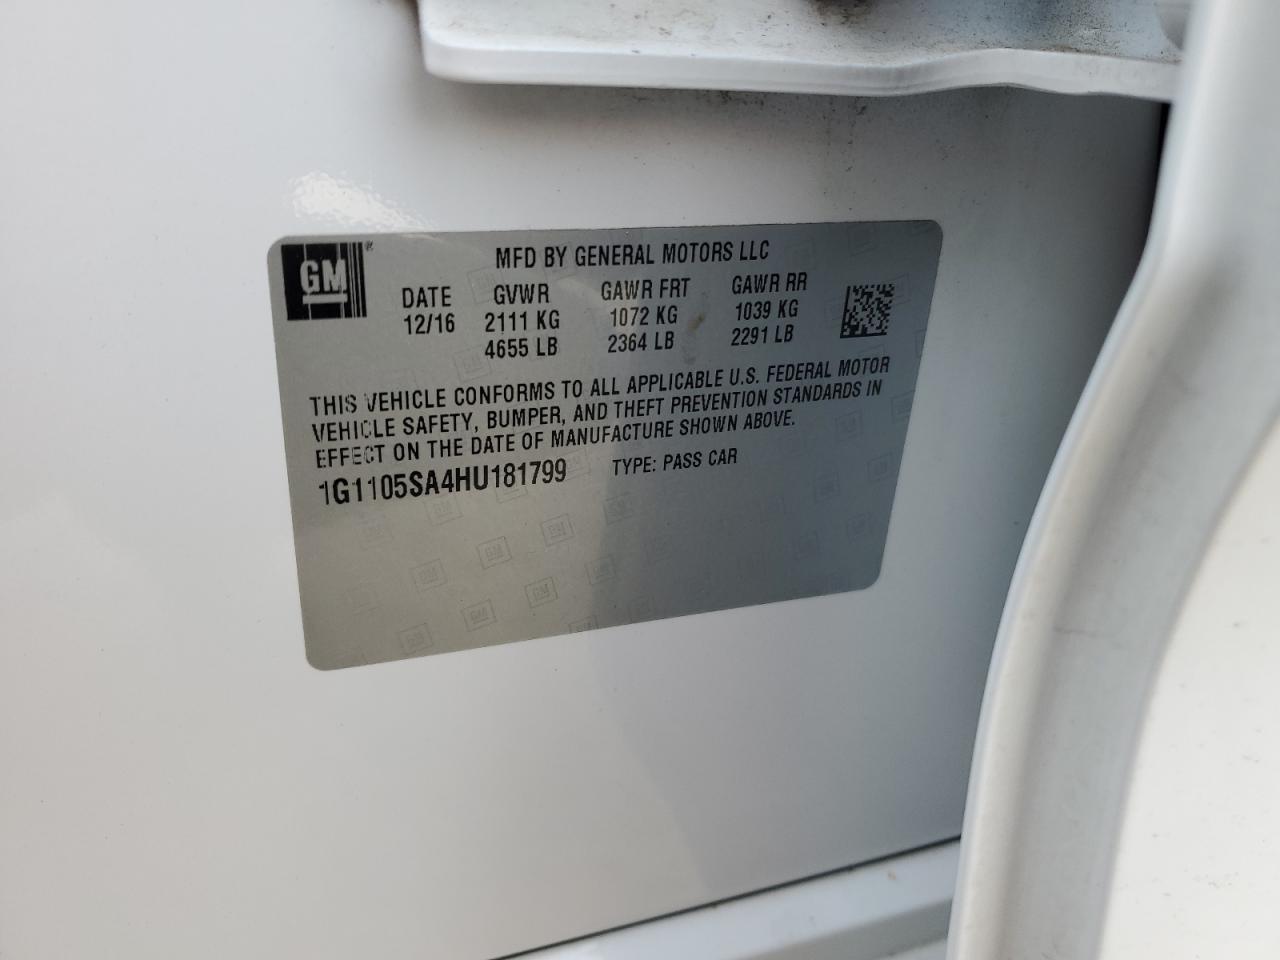 GM ®
MFD BY GENERAL MOTORS LLC
DATE GVWR GAWR FRT GAWR RR
12/16 2111 KG 1072 KG 1039 KG
4655 LB 2364 LB 2291 LB
THIS VEHICLE CONFORMS TO ALL APPLICABLE U.S. FEDERAL MOTOR
VEHICLE SAFETY, BUMPER, AND THEFT PREVENTION STANDARDS IN
EFFECT ON THE DATE OF MANUFACTURE SHOWN ABOVE.
1G1105SA4HU181799 TYPE: PASS CAR